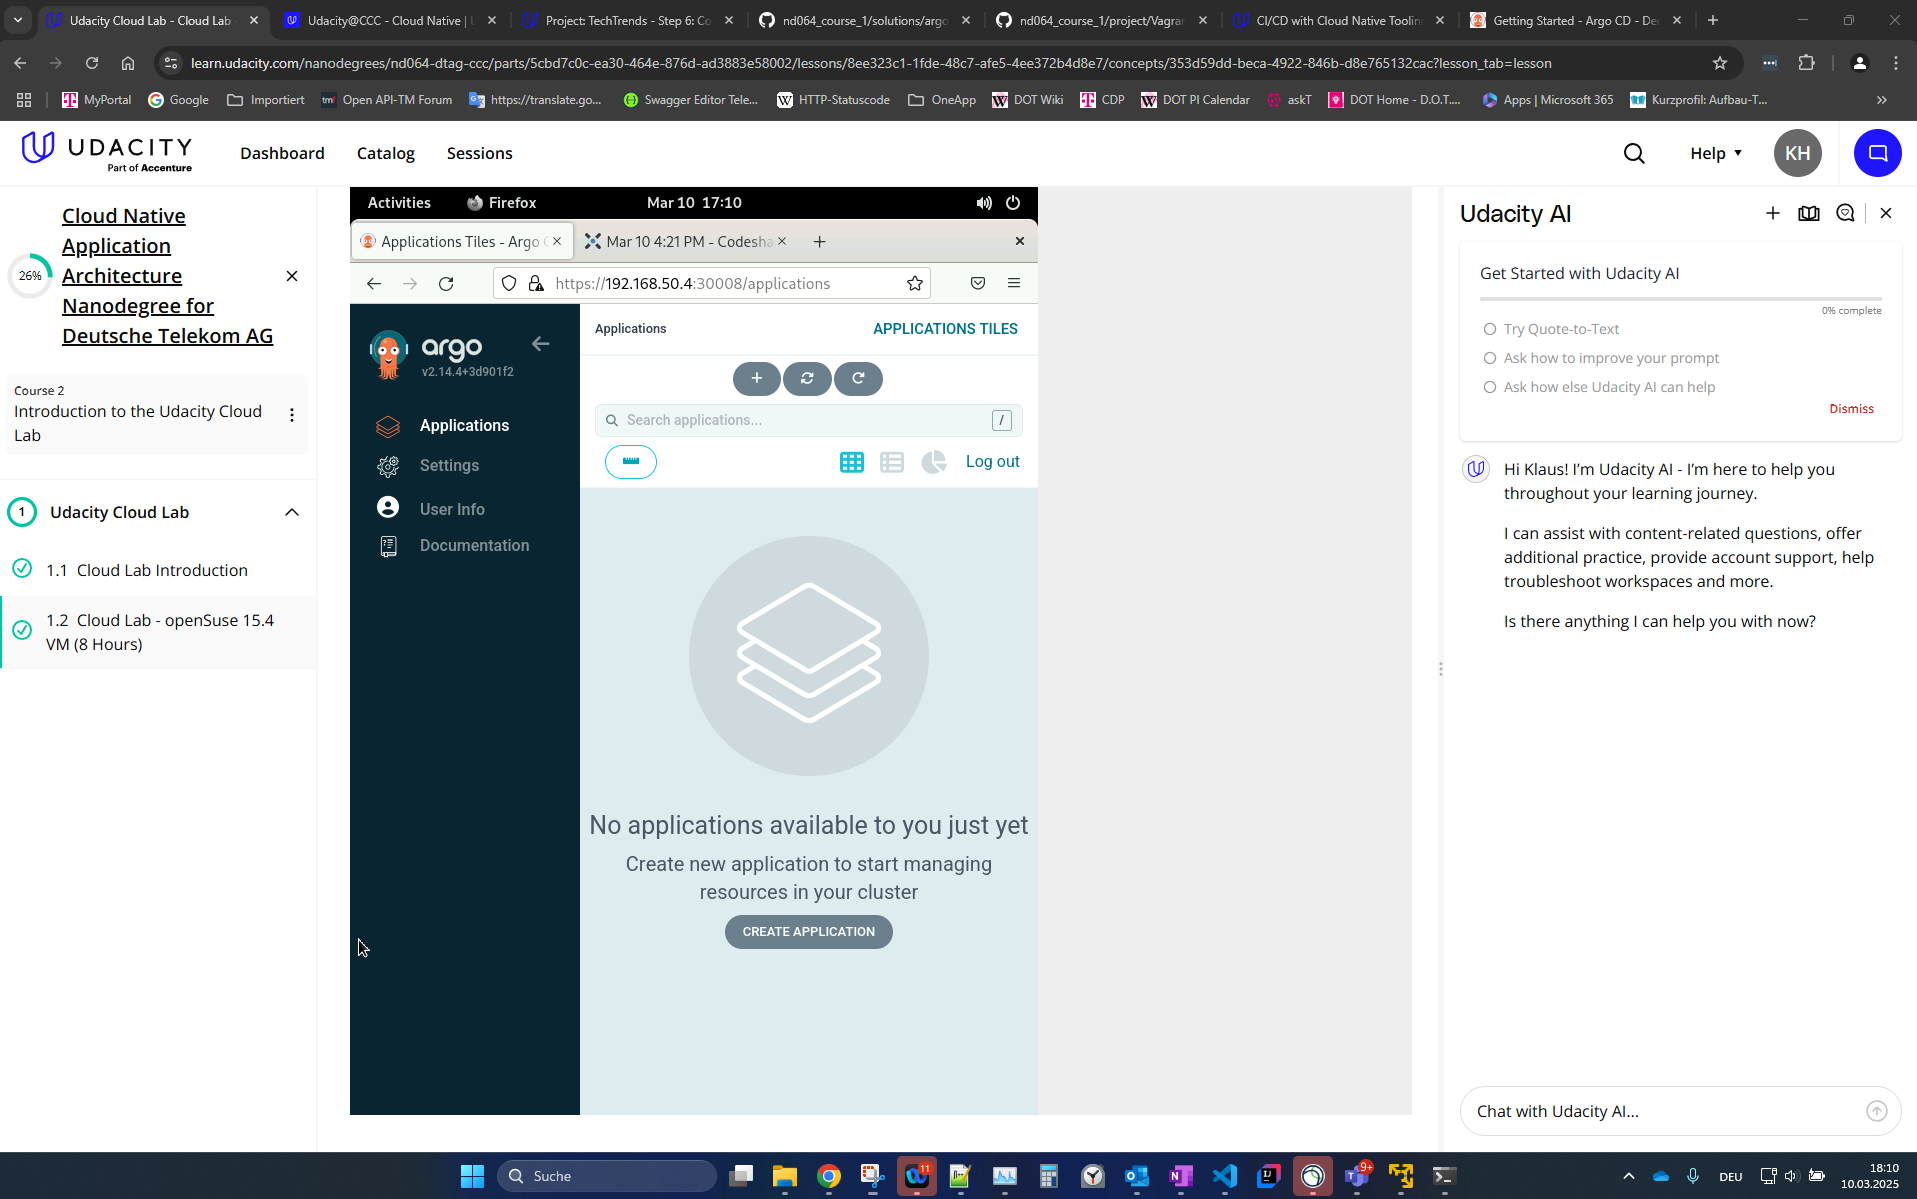 Udacity Cloud Lab - Cloud Lab -
Udacity@CCC - Cloud Native |
Project: TechTrends - Step 6: Co
nd064_course_1/solutions/argo
nd064_course_1/project/Vagran
CI/CD with Cloud Native Toolin
Getting Started - Argo CD - De
learn.udacity.com/nanodegrees/nd064-dtag-ccc/parts/5cbd7c0c-ea30-464e-876d-ad3883e58002/lessons/8ee323c1-1fde-48c7-afe5-4ee372b4d8e7/concepts/353d59dd-beca-4922-846b-d8e765132cac?lesson_tab=lesson
MyPortal
Google
Importiert
Open API-TM Forum
https://translate.go...
Swagger Editor Tele...
HTTP-Statuscode
OneApp
DOT Wiki
CDP
DOT PI Calendar
askT
DOT Home - D.O.T....
Apps | Microsoft 365
Kurzprofil: Aufbau-T...
UDACITY
Part of Accenture
Dashboard
Catalog
Sessions
Help
KH
26%
Cloud Native
Application
Architecture
Nanodegree for
Deutsche Telekom AG
Course 2
Introduction to the Udacity Cloud
Lab
1
Udacity Cloud Lab
1.1 Cloud Lab Introduction
1.2 Cloud Lab - openSuse 15.4
VM (8 Hours)
Activities
Firefox
Mar 10 17:10
Applications Tiles - Argo C
Mar 10 4:21 PM - Codesha
https://192.168.50.4:30008/applications
argo
v2.14.4+3d901f2
Applications
Settings
User Info
Documentation
Applications
APPLICATIONS TILES
Search applications...
/
Log out
No applications available to you just yet
Create new application to start managing
resources in your cluster
CREATE APPLICATION
Udacity AI
Get Started with Udacity AI
0% complete
Try Quote-to-Text
Ask how to improve your prompt
Ask how else Udacity AI can help
Dismiss
Hi Klaus! I'm Udacity AI - I'm here to help you
throughout your learning journey.
I can assist with content-related questions, offer
additional practice, provide account support, help
troubleshoot workspaces and more.
Is there anything I can help you with now?
Chat with Udacity AI...
Suche
11
9+
DEU
18:10
10.03.2025